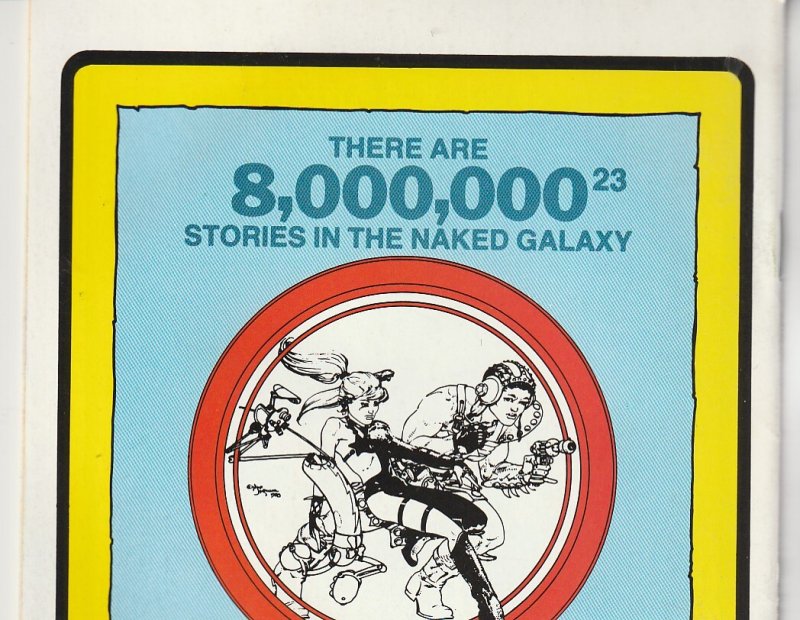 THERE ARE
8,000,000²³
STORIES IN THE NAKED GALAXY